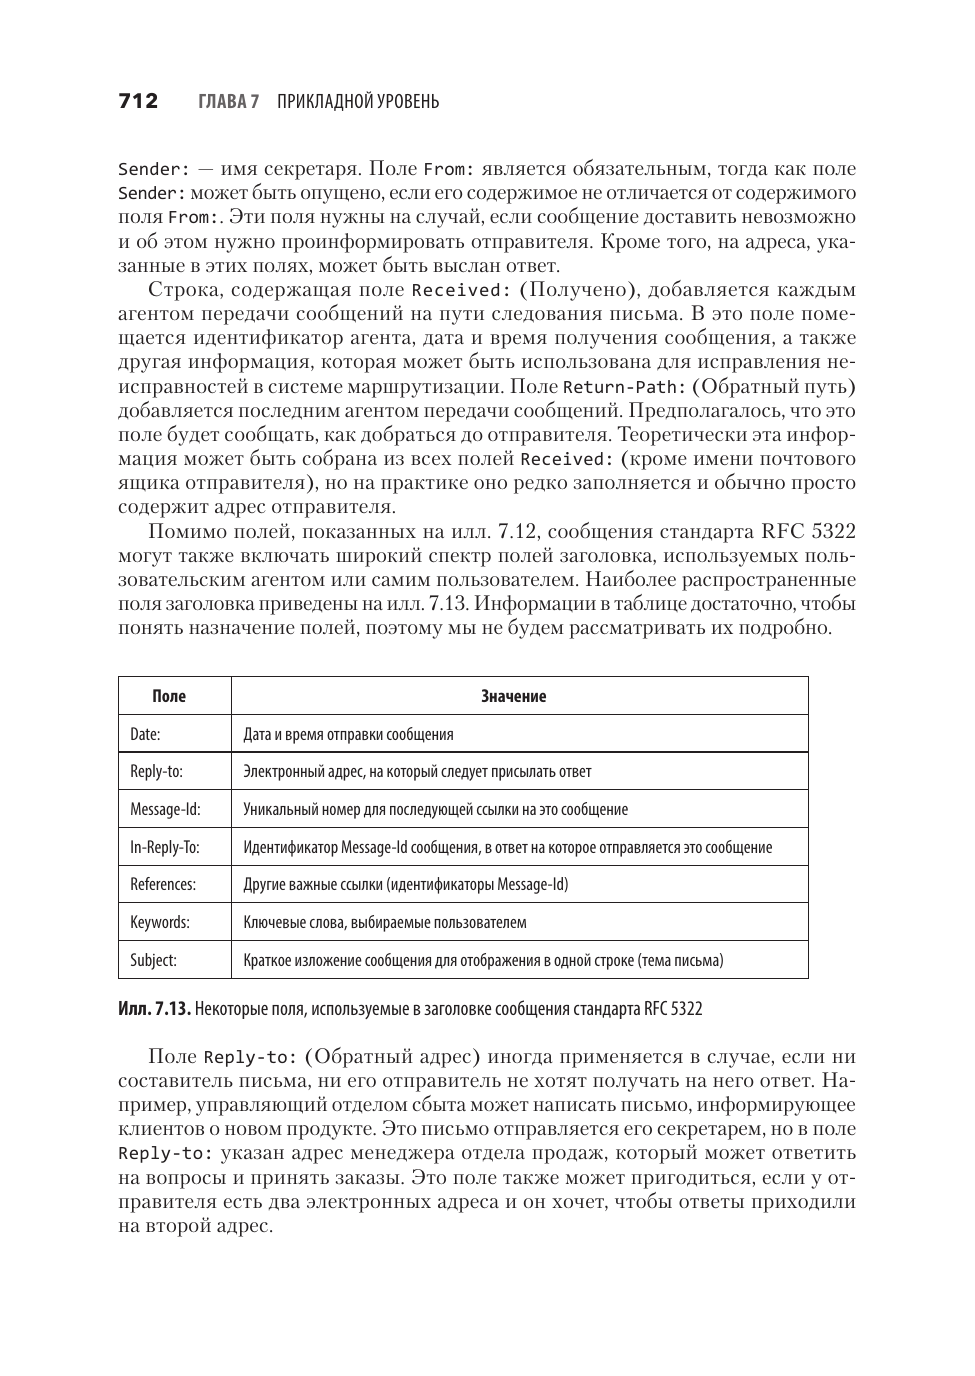 712 ГЛАВА 7 ПРИКЛАДНОЙ УРОВЕНЬ
Sender: — имя секретаря. Поле From: является обязательным, тогда как поле
Sender: может быть опущено, если его содержимое не отличается от содержимого
поля From:. Эти поля нужны на случай, если сообщение доставить невозможно
и об этом нужно проинформировать отправителя. Кроме того, на адреса, ука-
занные в этих полях, может быть выслан ответ.
Строка, содержащая поле Received: (Получено), добавляется каждым
агентом передачи сообщений на пути следования письма. В это поле поме-
щается идентификатор агента, дата и время получения сообщения, а также
другая информация, которая может быть использована для исправления не-
исправностей в системе маршрутизации. Поле Return-Path: (Обратный путь)
добавляется последним агентом передачи сообщений. Предполагалось, что это
поле будет сообщать, как добраться до отправителя. Теоретически эта инфор-
мация может быть собрана из всех полей Received: (кроме имени почтового
ящика отправителя), но на практике оно редко заполняется и обычно просто
содержит адрес отправителя.
Помимо полей, показанных на илл. 7.12, сообщения стандарта RFC 5322
могут также включать широкий спектр полей заголовка, используемых поль-
зовательским агентом или самим пользователем. Наиболее распространенные
поля заголовка приведены на илл. 7.13. Информации в таблице достаточно, чтобы
понять назначение полей, поэтому мы не будем рассматривать их подробно.
Поле Значение
Date: Дата и время отправки сообщения
Reply-to: Электронный адрес, на который следует присылать ответ
Message-Id: Уникальный номер для последующей ссылки на это сообщение
In-Reply-To: Идентификатор Message-Id сообщения, в ответ на которое отправляется это сообщение
References: Другие важные ссылки (идентификаторы Message-Id)
Keywords: Ключевые слова, выбираемые пользователем
Subject: Краткое изложение сообщения для отображения в одной строке (тема письма)
Илл. 7.13. Некоторые поля, используемые в заголовке сообщения стандарта RFC 5322
Поле Reply-to: (Обратный адрес) иногда применяется в случае, если ни
составитель письма, ни его отправитель не хотят получать на него ответ. На-
пример, управляющий отделом сбыта может написать письмо, информирующее
клиентов о новом продукте. Это письмо отправляется его секретарем, но в поле
Reply-to: указан адрес менеджера отдела продаж, который может ответить
на вопросы и принять заказы. Это поле также может пригодиться, если у от-
правителя есть два электронных адреса и он хочет, чтобы ответы приходили
на второй адрес.